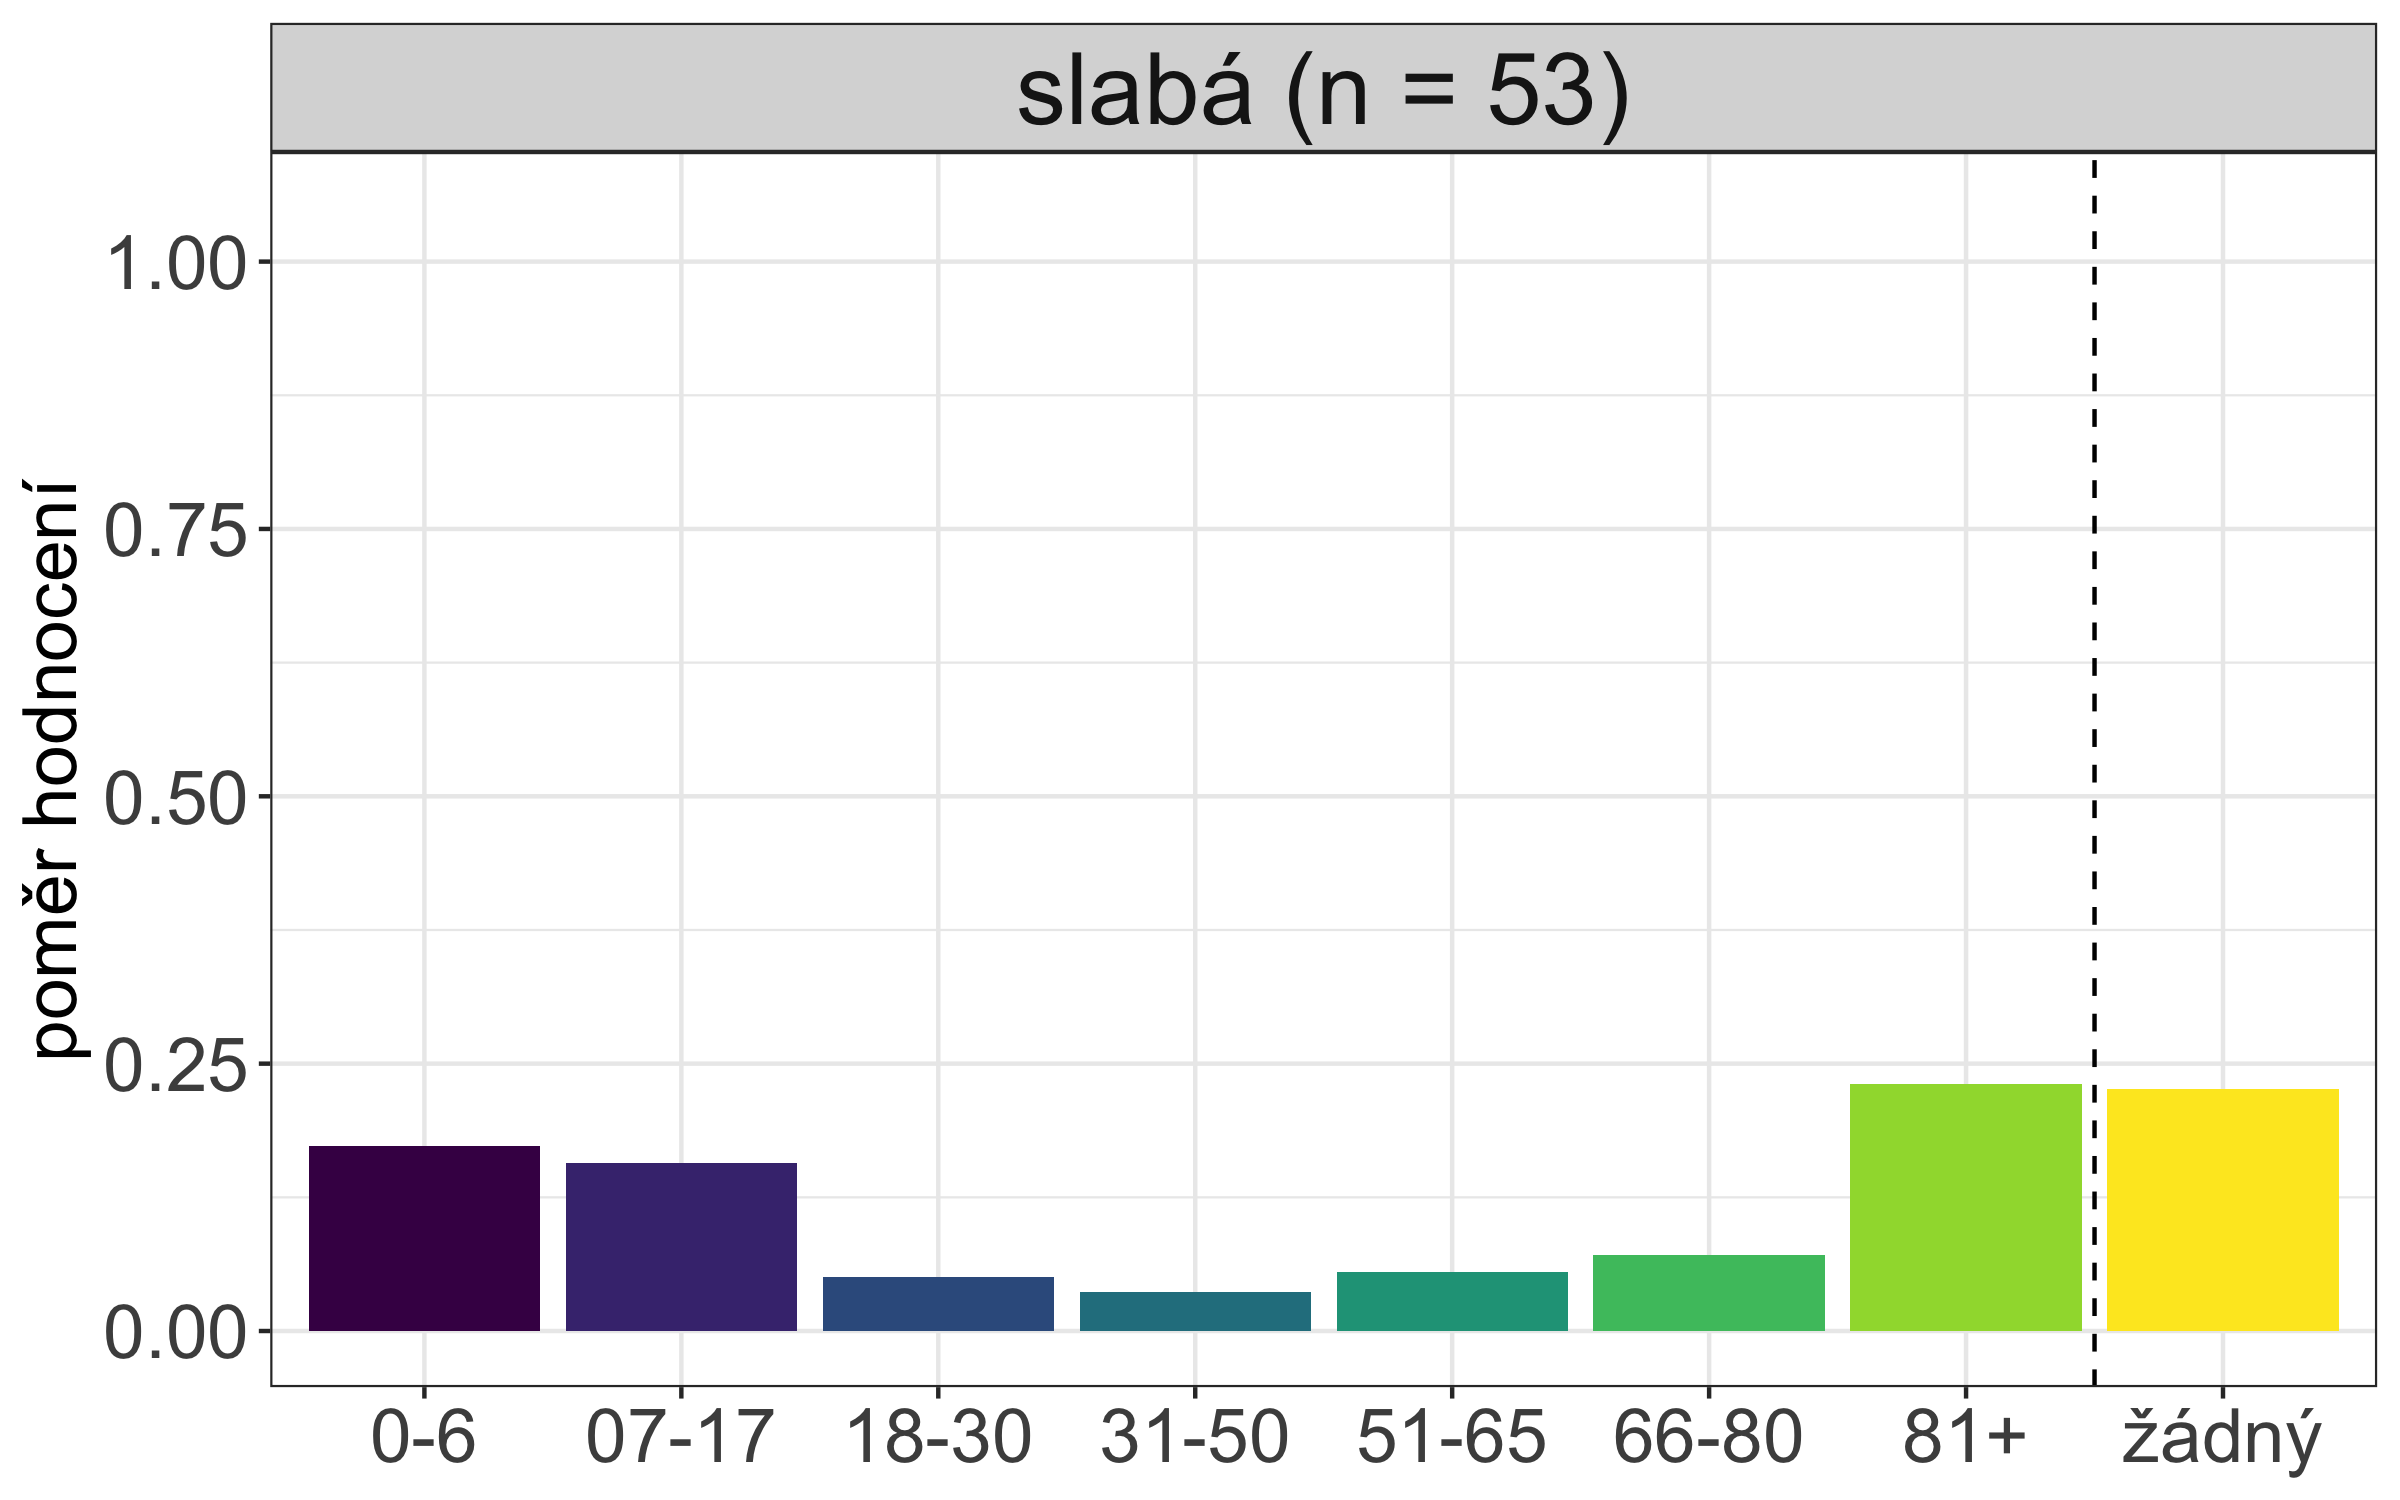 slabá (n = 53)
poměr hodnocení
1.00
0.75
0.50
0.25
0.00
0-6 07-17 18-30 31-50 51-65 66-80 81+ žádný